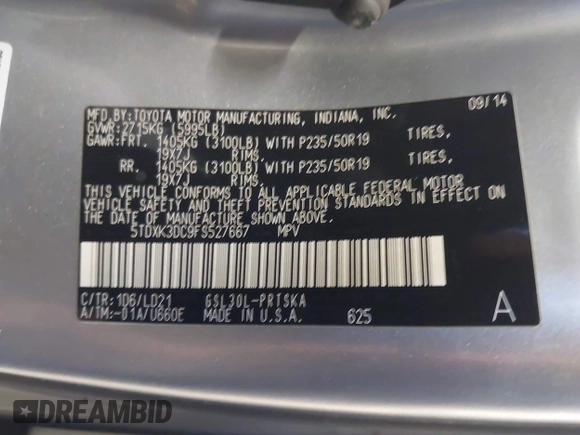 MFD.BY:TOYOTA MOTOR MANUFACTURING, INDIANA, INC. 09/14
GVWR:2715KG (5995LB)
GAWR:FRT. 1405KG (3100LB) WITH P235/50R19 TIRES,
19X7J RIMS.
RR. 1405KG (3100LB) WITH P235/50R19 TIRES,
19X7J RIMS.
THIS VEHICLE CONFORMS TO ALL APPLICABLE FEDERAL MOTOR
VEHICLE SAFETY AND THEFT PREVENTION STANDARDS IN EFFECT ON
THE DATE OF MANUFACTURE SHOWN ABOVE.
5TDXK3DC9FS527667 MPV
C/TR:1D6/LD21 GSL30L-PRTSKA
A/TM:-01A/U660E MADE IN U.S.A. 625 A
DREAMBID